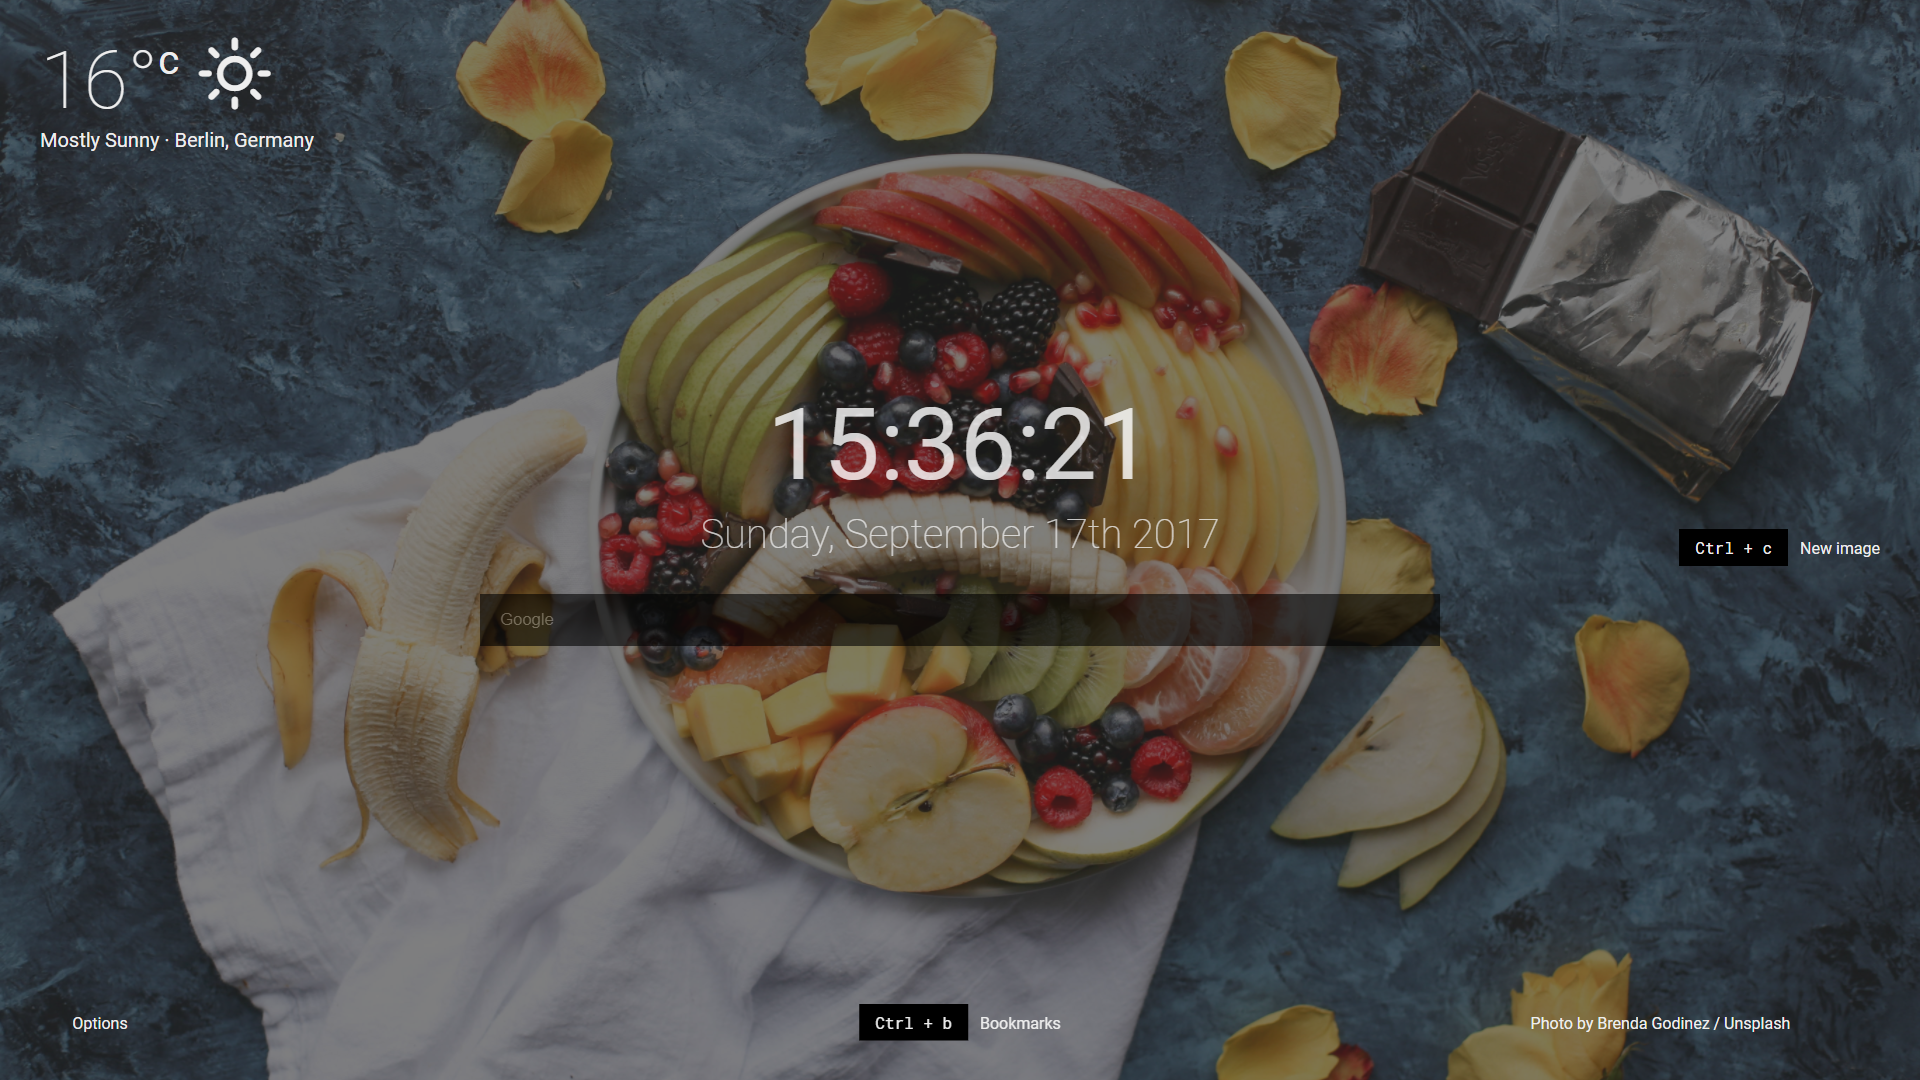 16°c
Mostly Sunny · Berlin, Germany
15:36:21
Sunday, September 17th 2017
Ctrl + c New image
Google
Options
Ctrl + b Bookmarks
Photo by Brenda Godinez / Unsplash